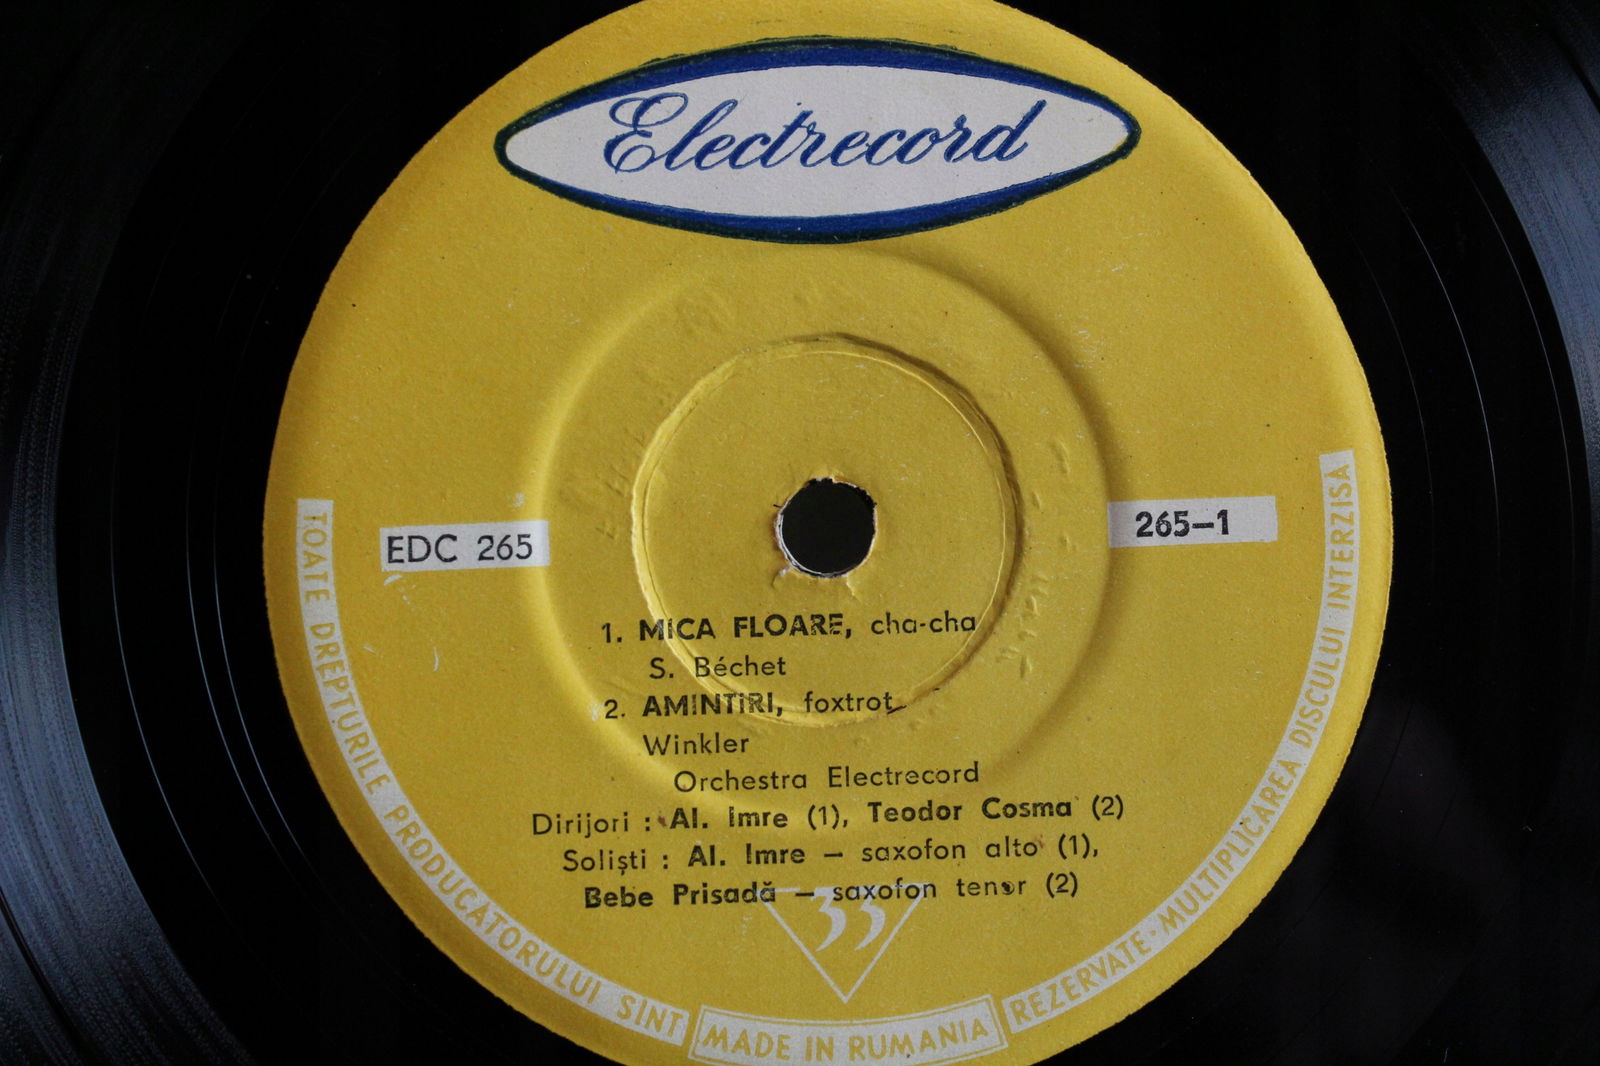 Electrecord
EDC 265
265-1
1. MICA FLOARE, cha-cha
S. Béchet
2. AMINTIRI, foxtrot
Winkler
Orchestra Electrecord
Dirijori : Al. Imre (1), Teodor Cosma (2)
Soliști : Al. Imre — saxofon alto (1),
Bebe Prisadă — saxofon tenor (2)
33
TOATE DREPTURILE PRODUCATORULUI SINT REZERVATE-MULTIPLICAREA DISCULUI INTERZISA
MADE IN RUMANIA